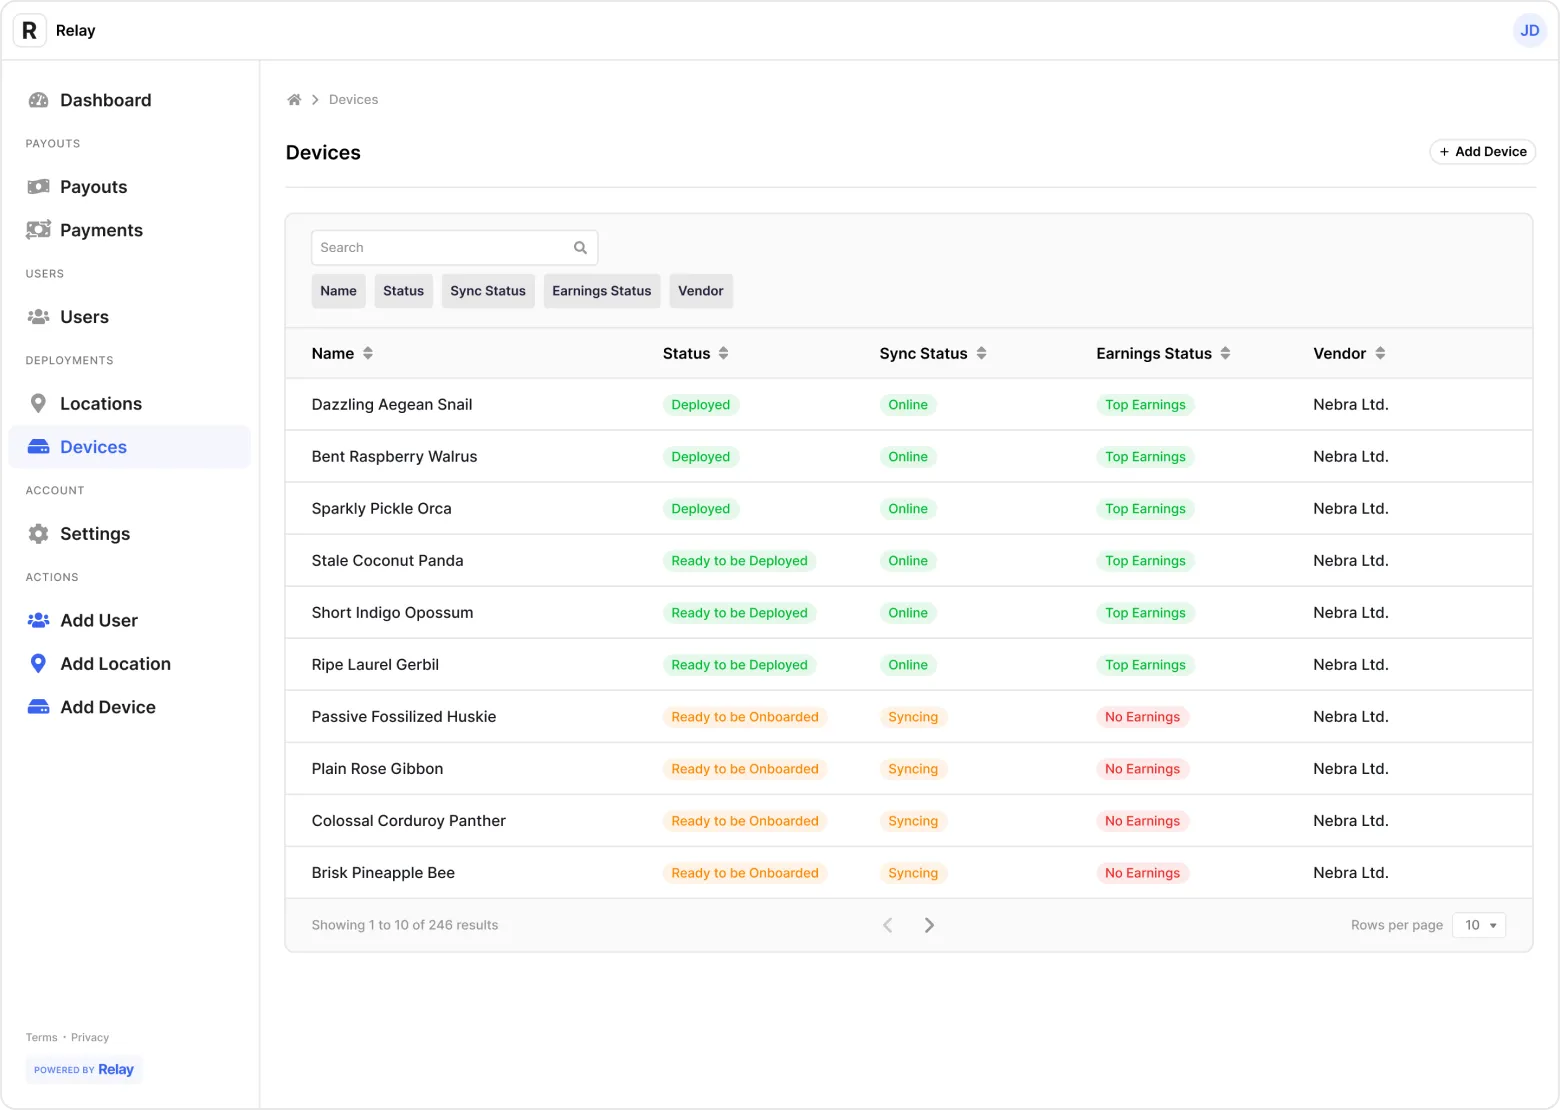 R Relay
JD
Dashboard
PAYOUTS
Payouts
Payments
USERS
Users
DEPLOYMENTS
Locations
Devices
ACCOUNT
Settings
ACTIONS
Add User
Add Location
Add Device
Terms · Privacy
POWERED BY Relay
Devices
Devices
+ Add Device
Search
Name Status Sync Status Earnings Status Vendor
Name Status Sync Status Earnings Status Vendor
Dazzling Aegean Snail Deployed Online Top Earnings Nebra Ltd.
Bent Raspberry Walrus Deployed Online Top Earnings Nebra Ltd.
Sparkly Pickle Orca Deployed Online Top Earnings Nebra Ltd.
Stale Coconut Panda Ready to be Deployed Online Top Earnings Nebra Ltd.
Short Indigo Opossum Ready to be Deployed Online Top Earnings Nebra Ltd.
Ripe Laurel Gerbil Ready to be Deployed Online Top Earnings Nebra Ltd.
Passive Fossilized Huskie Ready to be Onboarded Syncing No Earnings Nebra Ltd.
Plain Rose Gibbon Ready to be Onboarded Syncing No Earnings Nebra Ltd.
Colossal Corduroy Panther Ready to be Onboarded Syncing No Earnings Nebra Ltd.
Brisk Pineapple Bee Ready to be Onboarded Syncing No Earnings Nebra Ltd.
Showing 1 to 10 of 246 results Rows per page 10